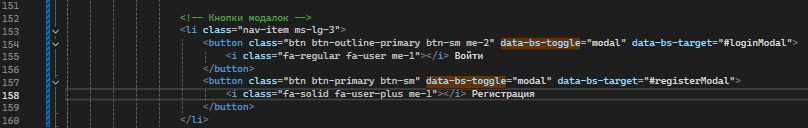 151
152 <!-- Кнопки модалок -->
153 <li class="nav-item ms-lg-3">
154 <button class="btn btn-outline-primary btn-sm me-2" data-bs-toggle="modal" data-bs-target="#loginModal">
155 <i class="fa-regular fa-user me-1"></i> Войти
156 </button>
157 <button class="btn btn-primary btn-sm" data-bs-toggle="modal" data-bs-target="#registerModal">
158 <i class="fa-solid fa-user-plus me-1"></i> Регистрация
159 </button>
160 </li>